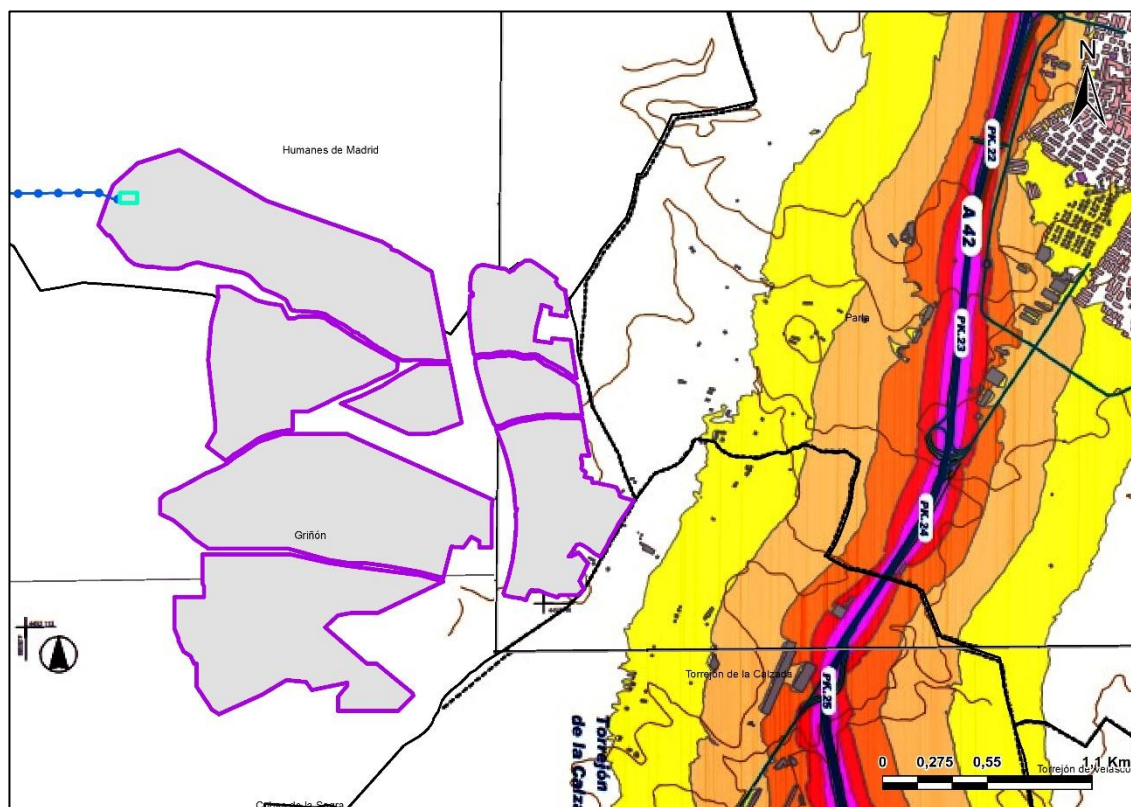 N
Humanes de Madrid
PK.22
A 42
Parla
PK.23
PK.24
Griñón
Torrejón de la Calzada
PK.25
Torrejón
de la Calz
0 0,275 0,55 1,1 Km
Torrejón de Velasco